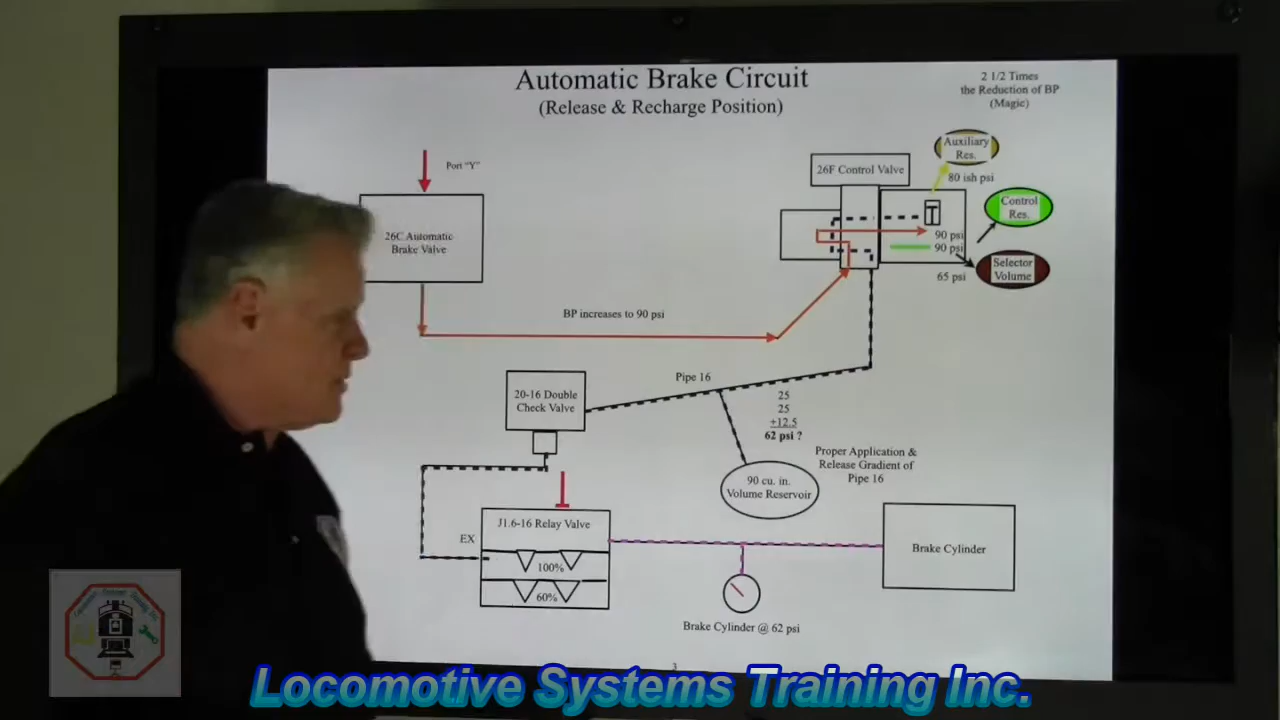 Automatic Brake Circuit
(Release & Recharge Position)
2 1/2 Times
the Reduction of BP
(Magic)
Port "Y"
26C Automatic
Brake Valve
26F Control Valve
Auxiliary
Res.
80 ish psi
Control
Res.
90 psi
90 psi
Selector
Volume
65 psi
BP increases to 90 psi
20-16 Double
Check Valve
Pipe 16
25
25
+12.5
62 psi ?
Proper Application &
Release Gradient of
Pipe 16
90 cu. in.
Volume Reservoir
J1.6-16 Relay Valve
EX
100%
60%
Brake Cylinder
Brake Cylinder @ 62 psi
3
Locomotive Systems Training Inc.